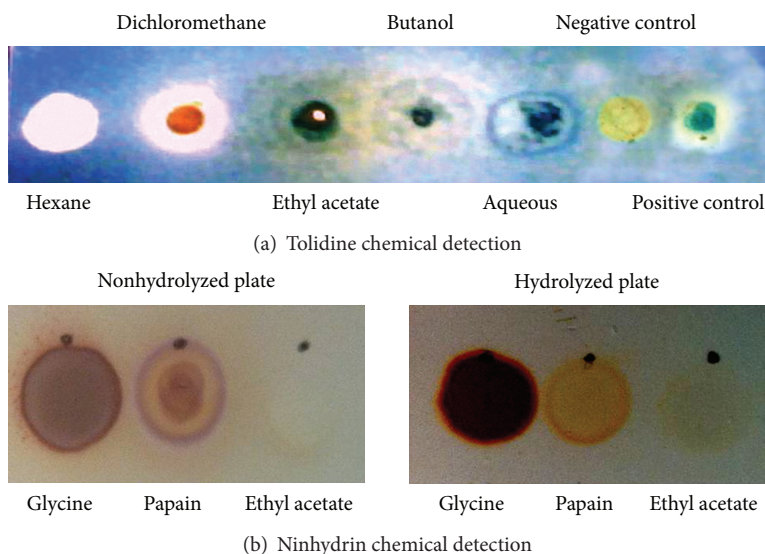 Dichloromethane Butanol Negative control
Hexane Ethyl acetate Aqueous Positive control
(a) Tolidine chemical detection
Nonhydrolyzed plate Hydrolyzed plate
Glycine Papain Ethyl acetate Glycine Papain Ethyl acetate
(b) Ninhydrin chemical detection